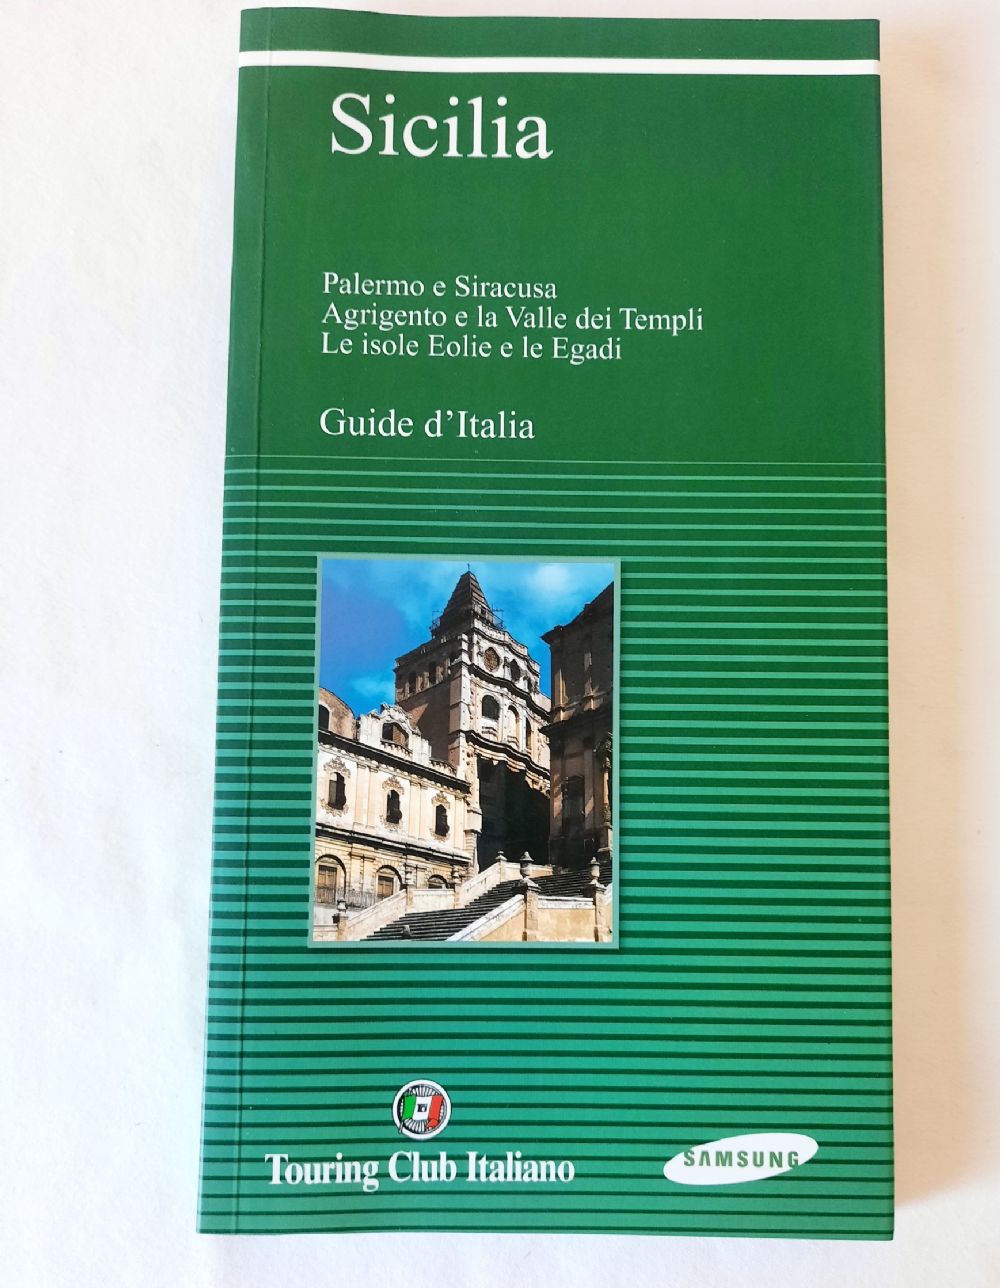 Sicilia
Palermo e Siracusa
Agrigento e la Valle dei Templi
Le isole Eolie e le Egadi
Guide d'Italia
Touring Club Italiano
SAMSUNG